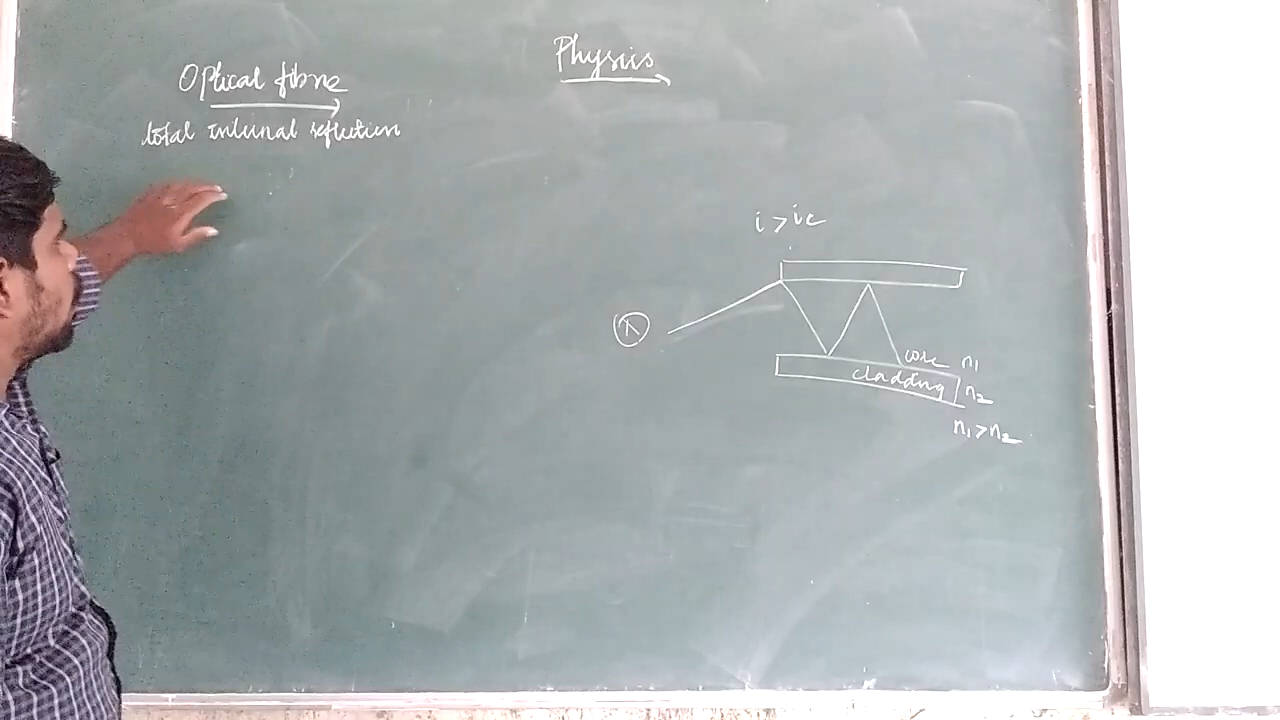 Physics
Optical fibre
total internal reflection
i > ic
core n1
cladding n2
n1 > n2